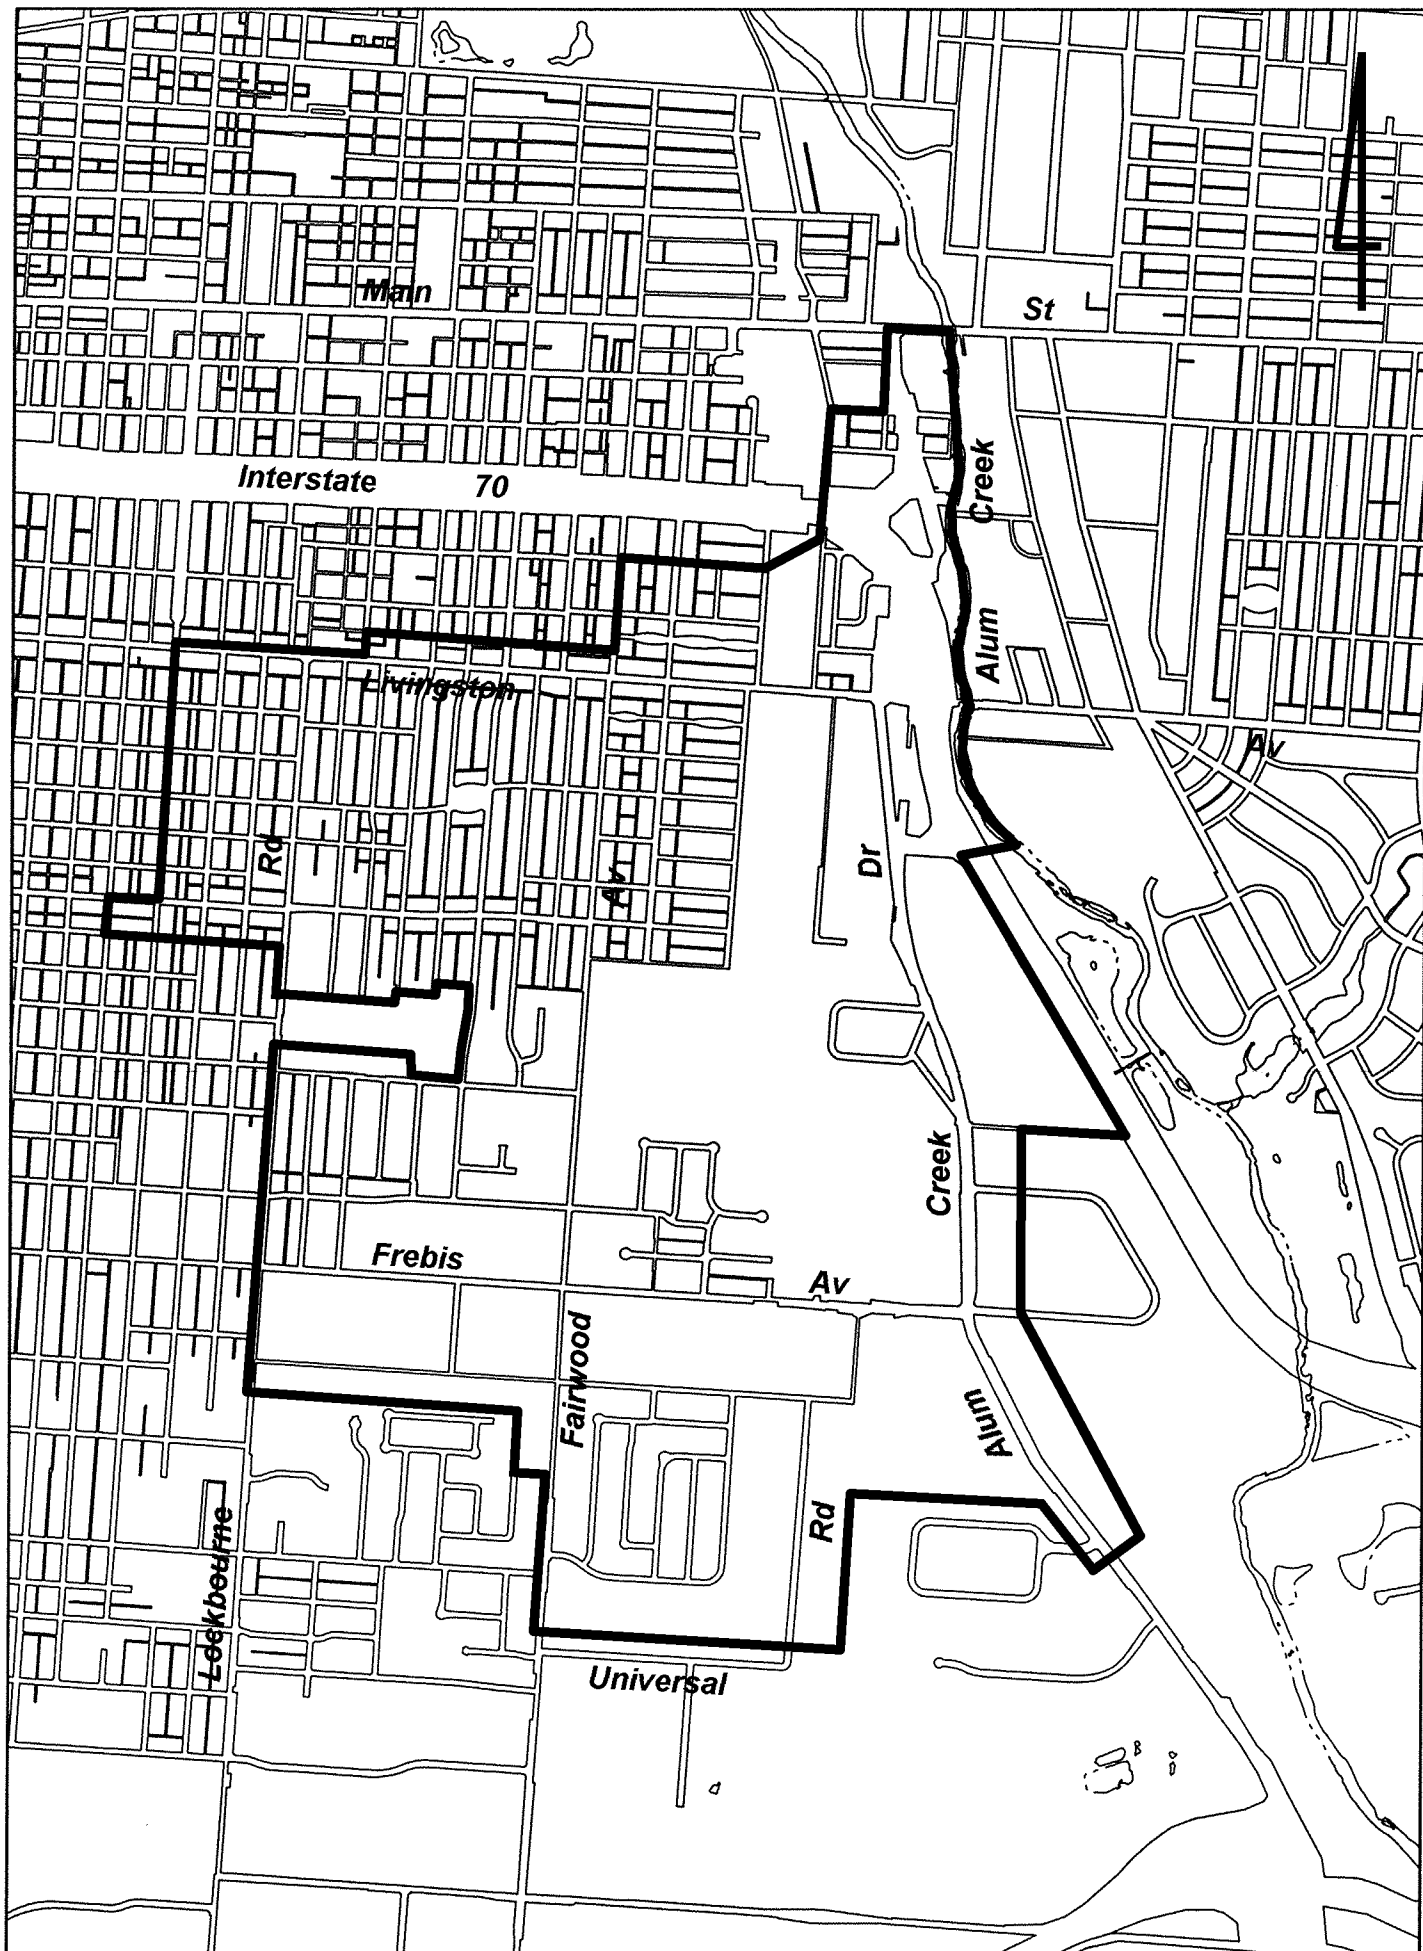 Main
St
Interstate 70
Creek
Alum
Livingston
Av
Rd
Av
Dr
Creek
Frebis
Av
Fairwood
Alum
Rd
Lockbourne
Universal